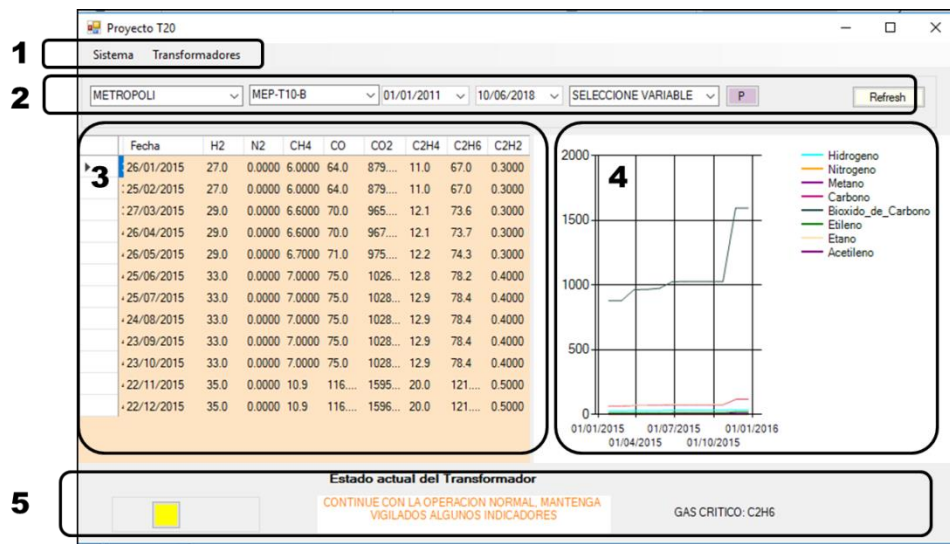 Proyecto T20
1
Sistema Transformadores
2
METROPOLI MEP-T10-B 01/01/2011 10/06/2018 SELECCIONE VARIABLE P Refresh
3
Fecha H2 N2 CH4 CO CO2 C2H4 C2H6 C2H2
26/01/2015 27.0 0.0000 6.0000 64.0 879.... 11.0 67.0 0.3000
25/02/2015 27.0 0.0000 6.0000 64.0 879.... 11.0 67.0 0.3000
27/03/2015 29.0 0.0000 6.6000 70.0 965.... 12.1 73.6 0.3000
26/04/2015 29.0 0.0000 6.6000 70.0 967.... 12.1 73.7 0.3000
26/05/2015 29.0 0.0000 6.7000 71.0 975.... 12.2 74.3 0.3000
25/06/2015 33.0 0.0000 7.0000 75.0 1026... 12.8 78.2 0.4000
25/07/2015 33.0 0.0000 7.0000 75.0 1028... 12.9 78.4 0.4000
24/08/2015 33.0 0.0000 7.0000 75.0 1028... 12.9 78.4 0.4000
23/09/2015 33.0 0.0000 7.0000 75.0 1028... 12.9 78.4 0.4000
23/10/2015 33.0 0.0000 7.0000 75.0 1028... 12.9 78.4 0.4000
22/11/2015 35.0 0.0000 10.9 116.... 1595... 20.0 121.... 0.5000
22/12/2015 35.0 0.0000 10.9 116.... 1596... 20.0 121.... 0.5000
4
2000
1500
1000
500
0
01/01/2015 01/07/2015 01/01/2016
01/04/2015 01/10/2015
Hidrogeno
Nitrogeno
Metano
Carbono
Bioxido_de_Carbono
Etileno
Etano
Acetileno
5
Estado actual del Transformador
CONTINUE CON LA OPERACION NORMAL, MANTENGA
VIGILADOS ALGUNOS INDICADORES
GAS CRITICO: C2H6